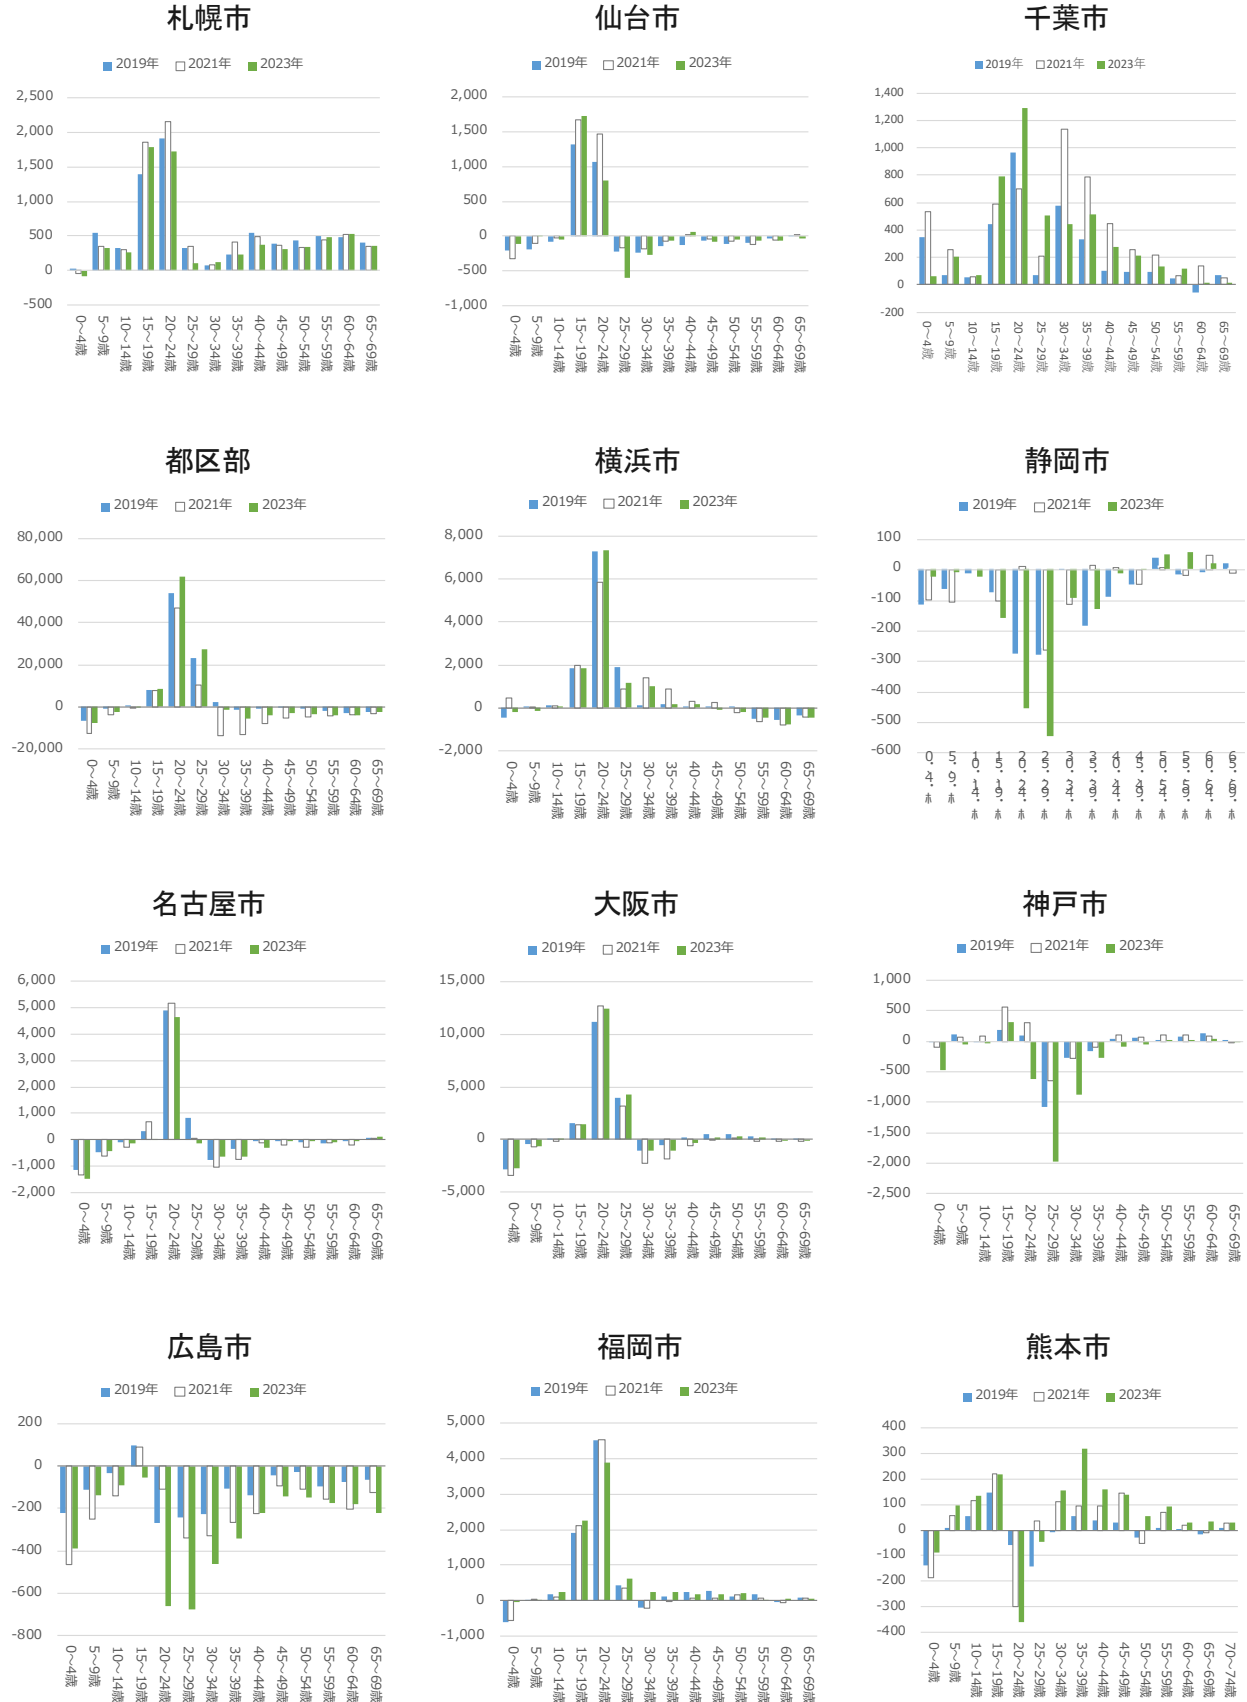 札幌市
2019年 2021年 2023年
2,500
2,000
1,500
1,000
500
0
-500
0～4歳
5～9歳
10～14歳
15～19歳
20～24歳
25～29歳
30～34歳
35～39歳
40～44歳
45～49歳
50～54歳
55～59歳
60～64歳
65～69歳
仙台市
2019年 2021年 2023年
2,000
1,500
1,000
500
0
-500
-1,000
0～4歳
5～9歳
10～14歳
15～19歳
20～24歳
25～29歳
30～34歳
35～39歳
40～44歳
45～49歳
50～54歳
55～59歳
60～64歳
65～69歳
千葉市
2019年 2021年 2023年
1,400
1,200
1,000
800
600
400
200
0
-200
0～4歳
5～9歳
10～14歳
15～19歳
20～24歳
25～29歳
30～34歳
35～39歳
40～44歳
45～49歳
50～54歳
55～59歳
60～64歳
65～69歳
都区部
2019年 2021年 2023年
80,000
60,000
40,000
20,000
0
-20,000
0～4歳
5～9歳
10～14歳
15～19歳
20～24歳
25～29歳
30～34歳
35～39歳
40～44歳
45～49歳
50～54歳
55～59歳
60～64歳
65～69歳
横浜市
2019年 2021年 2023年
8,000
6,000
4,000
2,000
0
-2,000
0～4歳
5～9歳
10～14歳
15～19歳
20～24歳
25～29歳
30～34歳
35～39歳
40～44歳
45～49歳
50～54歳
55～59歳
60～64歳
65～69歳
静岡市
2019年 2021年 2023年
100
0
-100
-200
-300
-400
-500
-600
名古屋市
2019年 2021年 2023年
6,000
5,000
4,000
3,000
2,000
1,000
0
-1,000
-2,000
0～4歳
5～9歳
10～14歳
15～19歳
20～24歳
25～29歳
30～34歳
35～39歳
40～44歳
45～49歳
50～54歳
55～59歳
60～64歳
65～69歳
大阪市
2019年 2021年 2023年
15,000
10,000
5,000
0
-5,000
0～4歳
5～9歳
10～14歳
15～19歳
20～24歳
25～29歳
30～34歳
35～39歳
40～44歳
45～49歳
50～54歳
55～59歳
60～64歳
65～69歳
神戸市
2019年 2021年 2023年
1,000
500
0
-500
-1,000
-1,500
-2,000
-2,500
0～4歳
5～9歳
10～14歳
15～19歳
20～24歳
25～29歳
30～34歳
35～39歳
40～44歳
45～49歳
50～54歳
55～59歳
60～64歳
65～69歳
広島市
2019年 2021年 2023年
200
0
-200
-400
-600
-800
0～4歳
5～9歳
10～14歳
15～19歳
20～24歳
25～29歳
30～34歳
35～39歳
40～44歳
45～49歳
50～54歳
55～59歳
60～64歳
65～69歳
福岡市
2019年 2021年 2023年
5,000
4,000
3,000
2,000
1,000
0
-1,000
0～4歳
5～9歳
10～14歳
15～19歳
20～24歳
25～29歳
30～34歳
35～39歳
40～44歳
45～49歳
50～54歳
55～59歳
60～64歳
65～69歳
熊本市
2019年 2021年 2023年
400
300
200
100
0
-100
-200
-300
-400
0～4歳
5～9歳
10～14歳
15～19歳
20～24歳
25～29歳
30～34歳
35～39歳
40～44歳
45～49歳
50～54歳
55～59歳
60～64歳
65～69歳
70～74歳